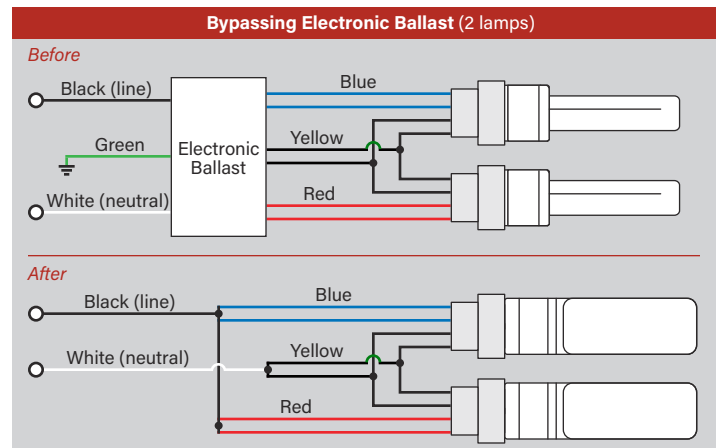 Bypassing Electronic Ballast (2 lamps)
Before
Black (line)
Blue
Green
Electronic
Ballast
Yellow
White (neutral)
Red
After
Black (line)
Blue
White (neutral)
Yellow
Red